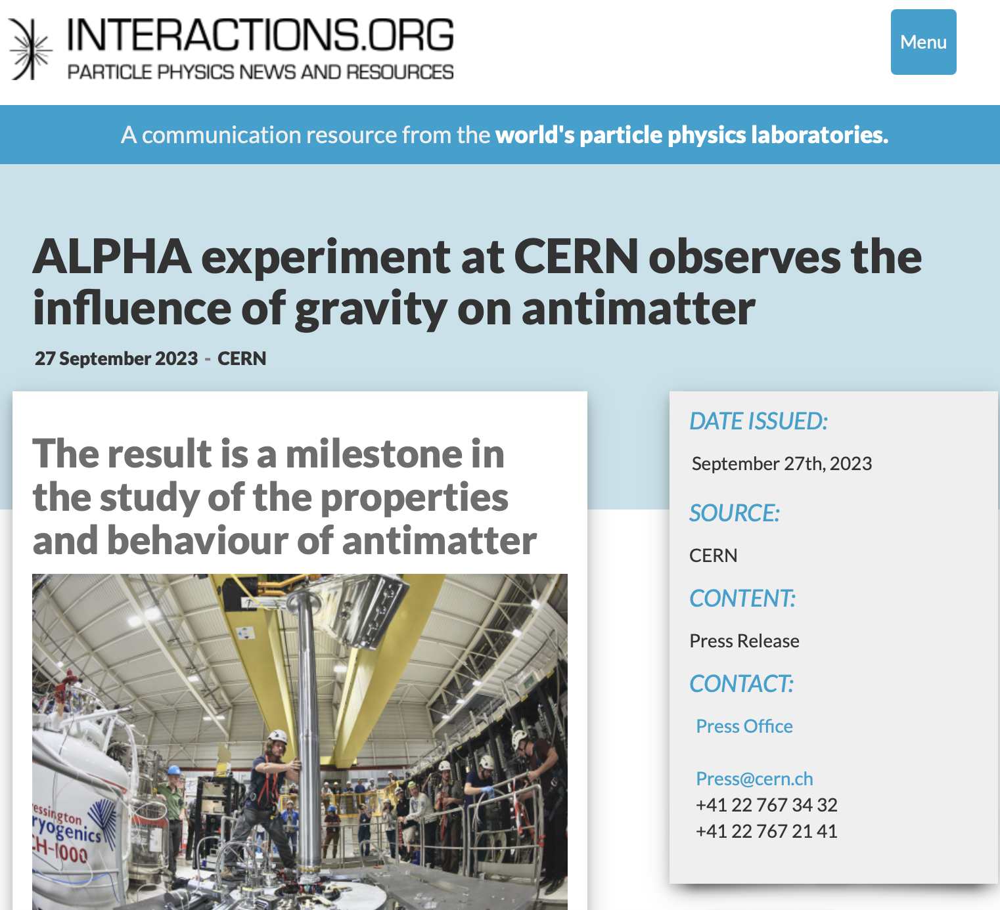 INTERACTIONS.ORG
PARTICLE PHYSICS NEWS AND RESOURCES
Menu
A communication resource from the world's particle physics laboratories.
ALPHA experiment at CERN observes the
influence of gravity on antimatter
27 September 2023 - CERN
The result is a milestone in
the study of the properties
and behaviour of antimatter
essington
ryogenics
CH-1000
DATE ISSUED:
September 27th, 2023
SOURCE:
CERN
CONTENT:
Press Release
CONTACT:
Press Office
Press@cern.ch
+41 22 767 34 32
+41 22 767 21 41